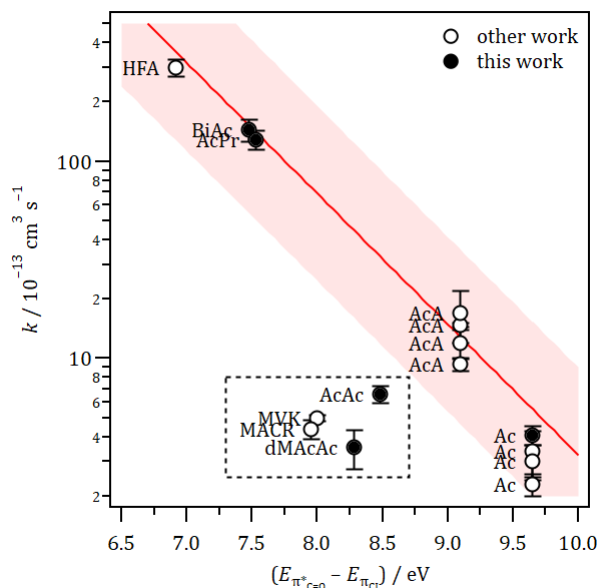 other work
this work
HFA
BiAc
AcPr
AcA
AcA
AcA
AcA
AcAc
MVK
MACR
dMAcAc
Ac
Ac
Ac
Ac
k / 10⁻¹³ cm³ s⁻¹
4
2
100
8
6
4
2
10
8
6
4
2
6.5 7.0 7.5 8.0 8.5 9.0 9.5 10.0
(E_π*C=O − E_πCI) / eV